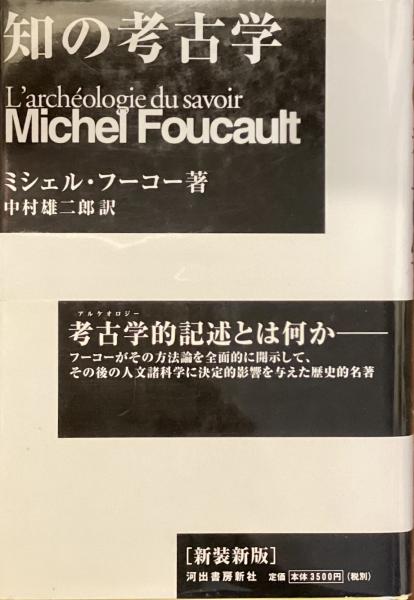 知の考古学
L'archéologie du savoir
Michel Foucault
ミシェル・フーコー著
中村雄二郎訳
アルケオロジー
考古学的記述とは何か――
フーコーがその方法論を全面的に開示して、
その後の人文諸科学に決定的影響を与えた歴史的名著
[新装新版]
河出書房新社 定価 本体3500円 (税別)